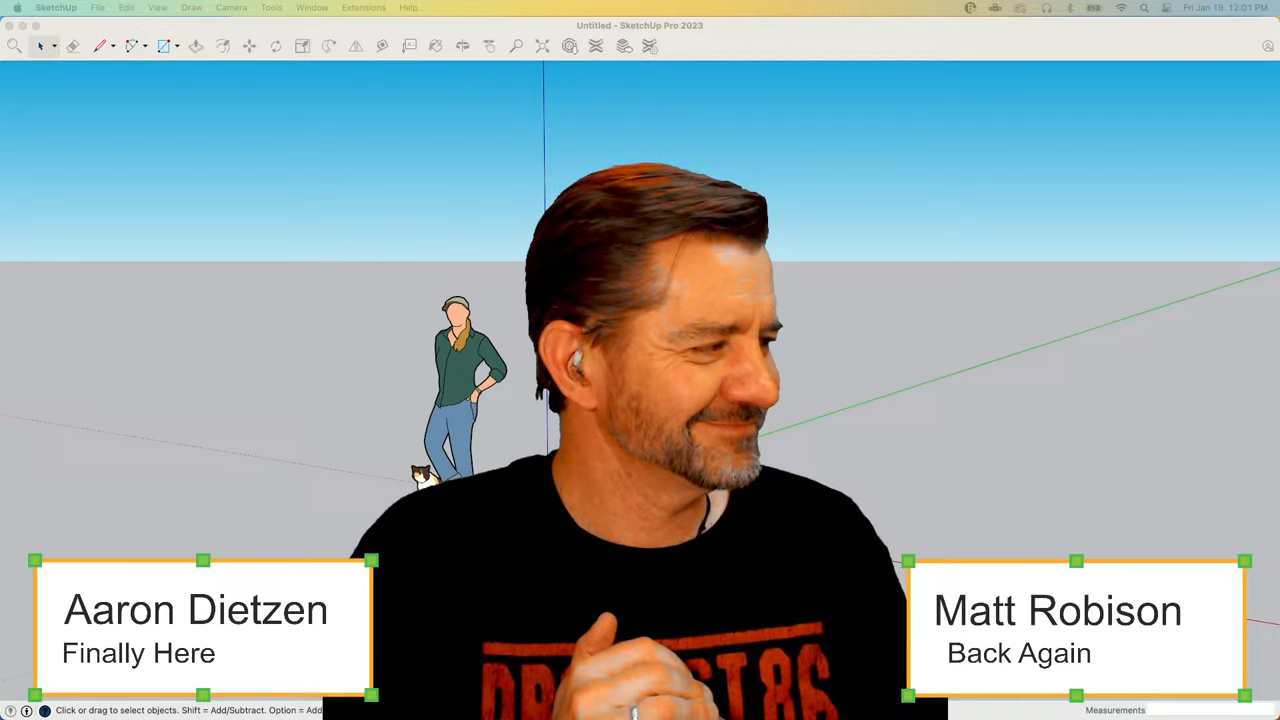 SketchUp File Edit View Draw Camera Tools Window Extensions Help
Fri Jan 19 12:01 PM
Untitled - SketchUp Pro 2023
Aaron Dietzen
Finally Here
Matt Robison
Back Again
Click or drag to select objects. Shift = Add/Subtract. Option = Add
Measurements